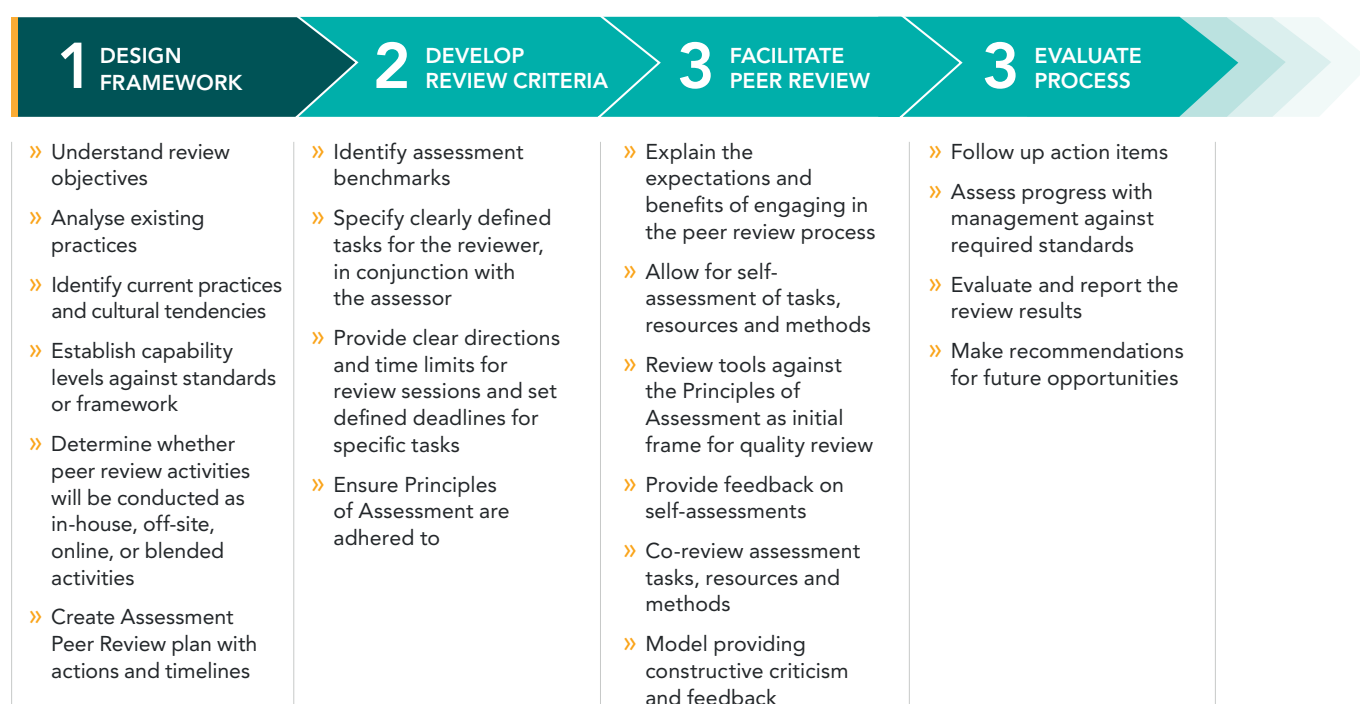 1 DESIGN
FRAMEWORK
2 DEVELOP
REVIEW CRITERIA
3 FACILITATE
PEER REVIEW
3 EVALUATE
PROCESS
» Understand review
objectives
» Analyse existing
practices
» Identify current practices
and cultural tendencies
» Establish capability
levels against standards
or framework
» Determine whether
peer review activities
will be conducted as
in-house, off-site,
online, or blended
activities
» Create Assessment
Peer Review plan with
actions and timelines
» Identify assessment
benchmarks
» Specify clearly defined
tasks for the reviewer,
in conjunction with
the assessor
» Provide clear directions
and time limits for
review sessions and set
defined deadlines for
specific tasks
» Ensure Principles
of Assessment are
adhered to
» Explain the
expectations and
benefits of engaging in
the peer review process
» Allow for self-
assessment of tasks,
resources and methods
» Review tools against
the Principles of
Assessment as initial
frame for quality review
» Provide feedback on
self-assessments
» Co-review assessment
tasks, resources and
methods
» Model providing
constructive criticism
and feedback
» Follow up action items
» Assess progress with
management against
required standards
» Evaluate and report the
review results
» Make recommendations
for future opportunities